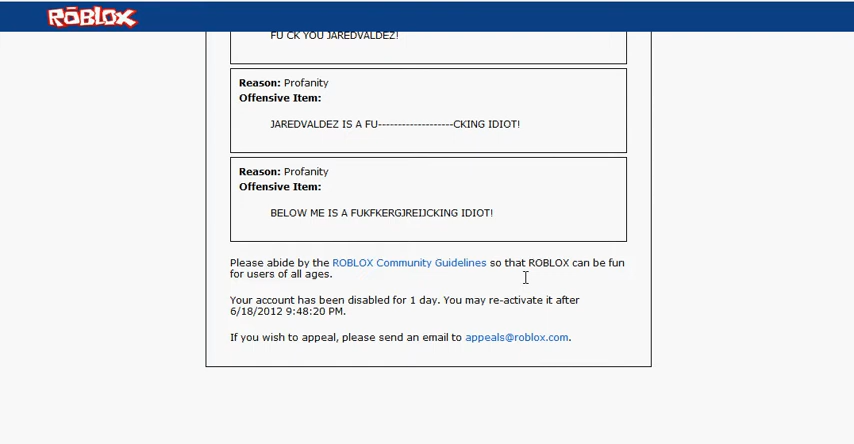 ROBLOX
FU CK YOU JAREDVALDEZ!
Reason: Profanity
Offensive Item:
JAREDVALDEZ IS A FU-------------------CKING IDIOT!
Reason: Profanity
Offensive Item:
BELOW ME IS A FUKFKERGJREIJCKING IDIOT!
Please abide by the ROBLOX Community Guidelines so that ROBLOX can be fun
for users of all ages.
Your account has been disabled for 1 day. You may re-activate it after
6/18/2012 9:48:20 PM.
If you wish to appeal, please send an email to appeals@roblox.com.